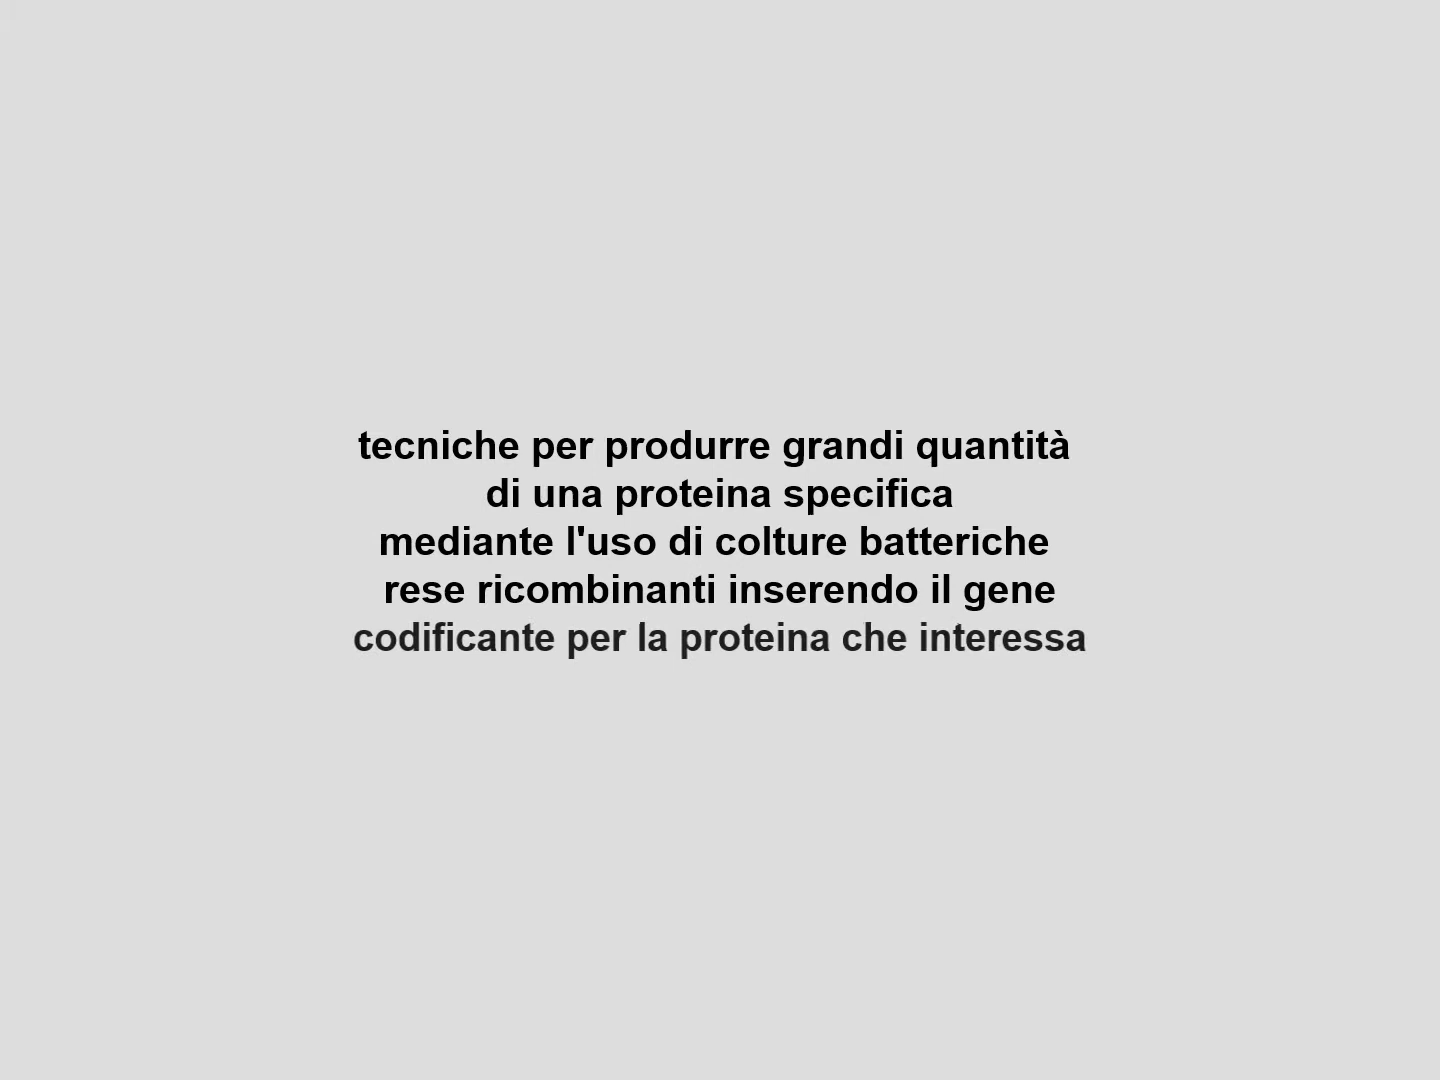 tecniche per produrre grandi quantità
di una proteina specifica
mediante l'uso di colture batteriche
rese ricombinanti inserendo il gene
codificante per la proteina che interessa